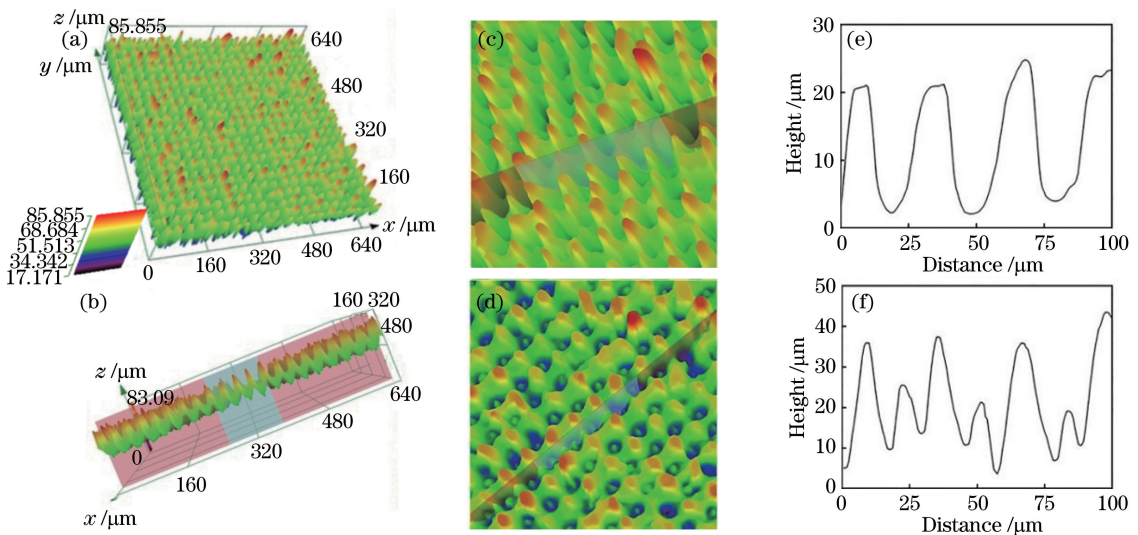 (a)
z /μm
85.855
y /μm
640
480
320
160
x /μm
0
160
320
480
640
85.855
68.684
51.513
34.342
17.171
(b)
160 320
480
640
z /μm
83.09
0
160
320
480
x /μm
(c)
(d)
(e)
30
20
10
0
Height /μm
0 25 50 75 100
Distance /μm
(f)
50
40
30
20
10
0
Height /μm
0 25 50 75 100
Distance /μm